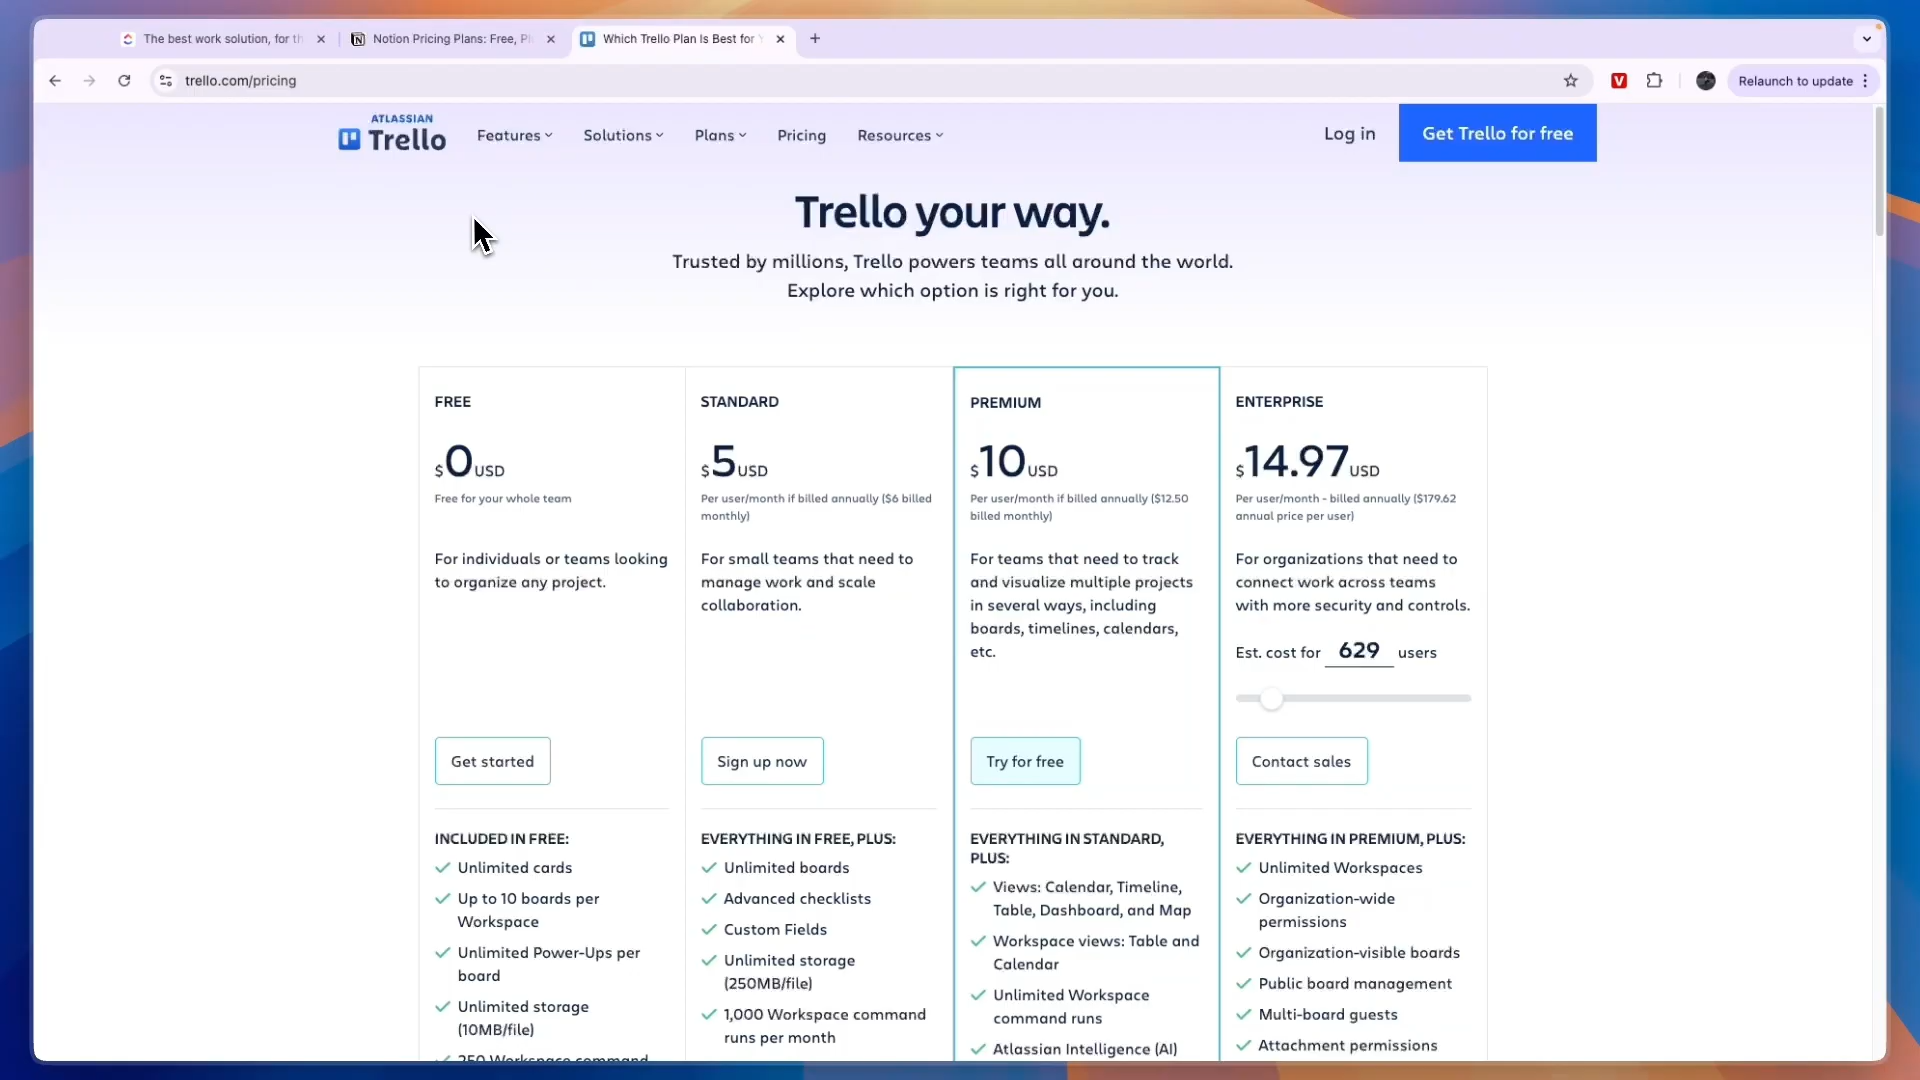 The best work solution, for th
Notion Pricing Plans: Free, Pl
Which Trello Plan Is Best for Y
trello.com/pricing
Relaunch to update
ATLASSIAN
Trello
Features
Solutions
Plans
Pricing
Resources
Log in
Get Trello for free
Trello your way.
Trusted by millions, Trello powers teams all around the world.
Explore which option is right for you.
FREE
$0USD
Free for your whole team
For individuals or teams looking
to organize any project.
Get started
INCLUDED IN FREE:
Unlimited cards
Up to 10 boards per
Workspace
Unlimited Power-Ups per
board
Unlimited storage
(10MB/file)
250 Workspace command
STANDARD
$5USD
Per user/month if billed annually ($6 billed
monthly)
For small teams that need to
manage work and scale
collaboration.
Sign up now
EVERYTHING IN FREE, PLUS:
Unlimited boards
Advanced checklists
Custom Fields
Unlimited storage
(250MB/file)
1,000 Workspace command
runs per month
PREMIUM
$10USD
Per user/month if billed annually ($12.50
billed monthly)
For teams that need to track
and visualize multiple projects
in several ways, including
boards, timelines, calendars,
etc.
Try for free
EVERYTHING IN STANDARD,
PLUS:
Views: Calendar, Timeline,
Table, Dashboard, and Map
Workspace views: Table and
Calendar
Unlimited Workspace
command runs
Atlassian Intelligence (AI)
ENTERPRISE
$14.97USD
Per user/month - billed annually ($179.62
annual price per user)
For organizations that need to
connect work across teams
with more security and controls.
Est. cost for 629 users
Contact sales
EVERYTHING IN PREMIUM, PLUS:
Unlimited Workspaces
Organization-wide
permissions
Organization-visible boards
Public board management
Multi-board guests
Attachment permissions